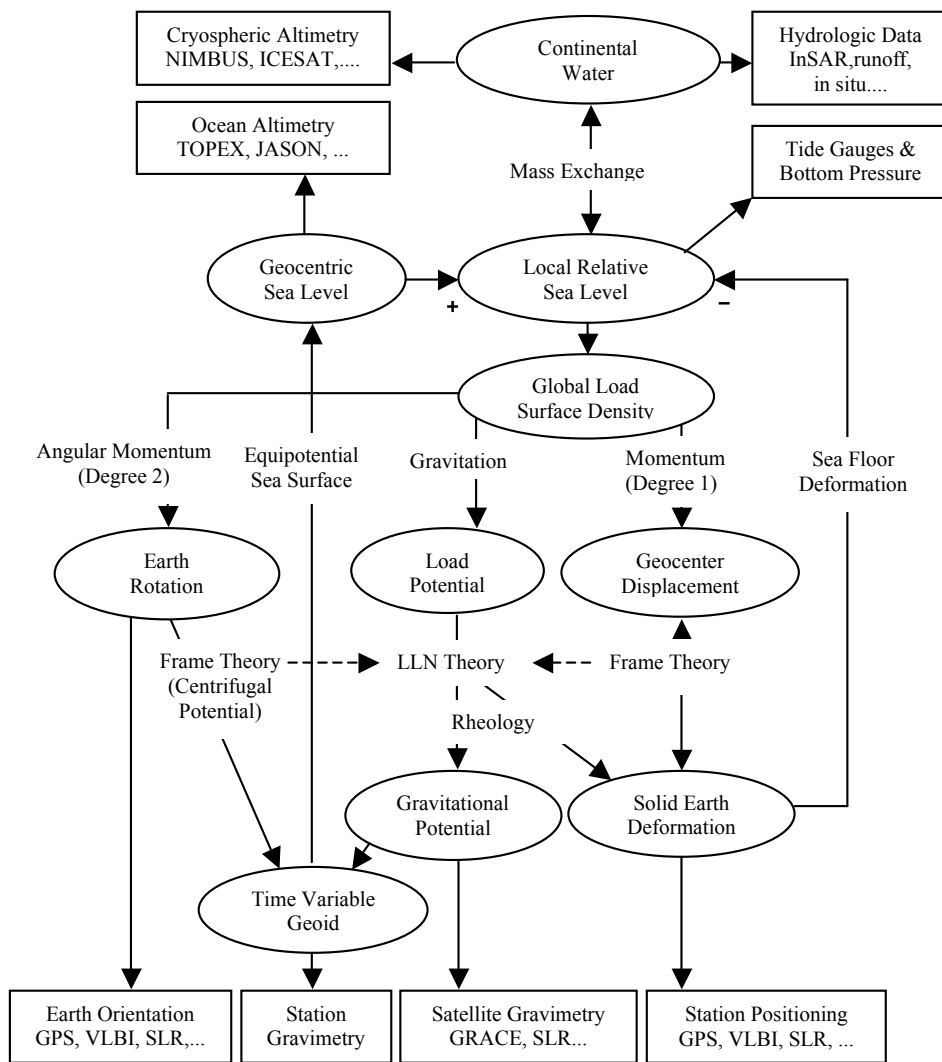 Cryospheric Altimetry
NIMBUS, ICESAT,....
Continental
Water
Hydrologic Data
InSAR,runoff,
in situ....
Ocean Altimetry
TOPEX, JASON, ...
Mass Exchange
Tide Gauges &
Bottom Pressure
Geocentric
Sea Level
Local Relative
Sea Level
+
−
Global Load
Surface Density
Angular Momentum
(Degree 2)
Equipotential
Sea Surface
Gravitation
Momentum
(Degree 1)
Sea Floor
Deformation
Earth
Rotation
Load
Potential
Geocenter
Displacement
Frame Theory
(Centrifugal
Potential)
LLN Theory
Frame Theory
Rheology
Gravitational
Potential
Solid Earth
Deformation
Time Variable
Geoid
Earth Orientation
GPS, VLBI, SLR,...
Station
Gravimetry
Satellite Gravimetry
GRACE, SLR...
Station Positioning
GPS, VLBI, SLR, ...